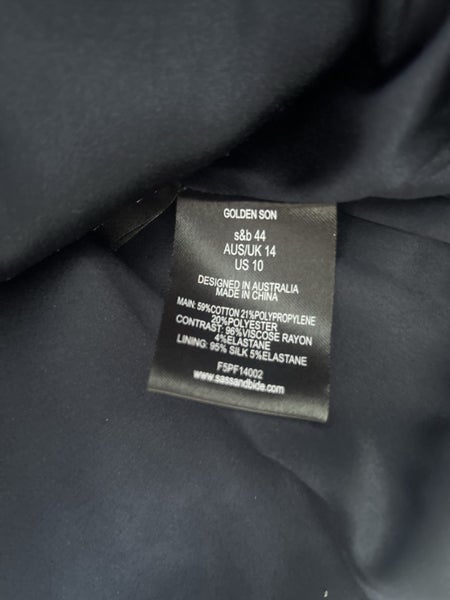 GOLDEN SON
s&b 44
AUS/UK 14
US 10
DESIGNED IN AUSTRALIA
MADE IN CHINA
MAIN: 59%COTTON 21%POLYPROPYLENE
20%POLYESTER
CONTRAST: 96%VISCOSE RAYON
4%ELASTANE
LINING: 95% SILK 5%ELASTANE
F5PF14002
www.sassandbide.com